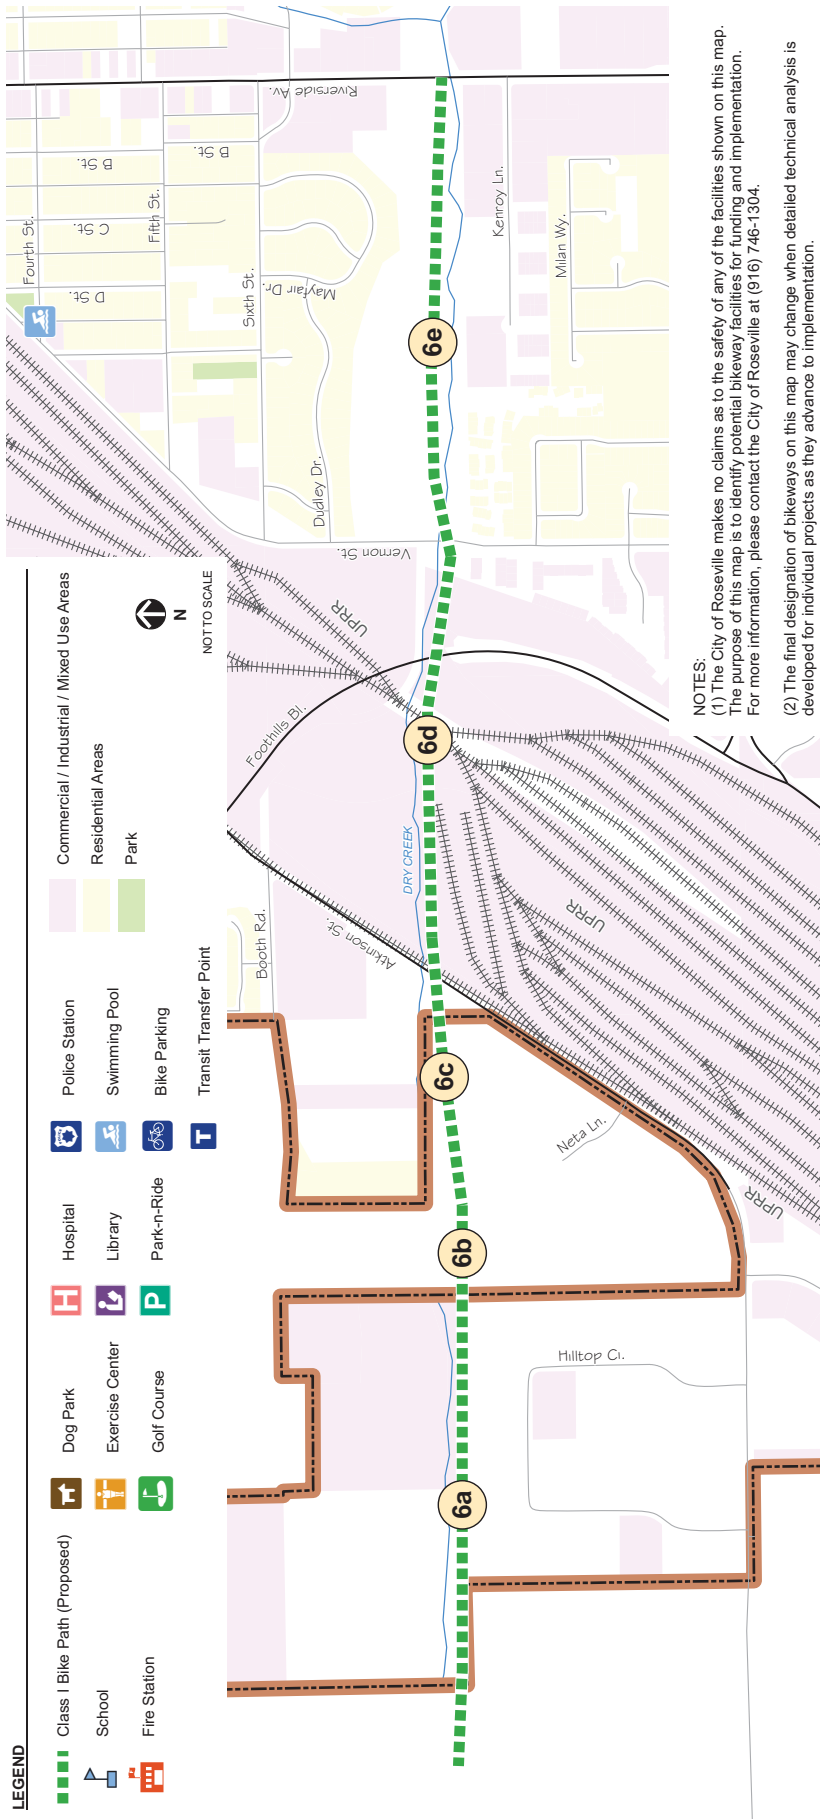 LEGEND
Class I Bike Path (Proposed)
School
Fire Station
Dog Park
Exercise Center
Golf Course
Hospital
Library
Park-n-Ride
Police Station
Swimming Pool
Bike Parking
Transit Transfer Point
Commercial / Industrial / Mixed Use Areas
Residential Areas
Park
H
P
T
N
NOT TO SCALE
6a
6b
6c
6d
6e
Hilltop Ci.
Neta Ln.
UPRR
UPRR
UPRR
Booth Rd.
Atkinson St.
DRY CREEK
Foothills Bl.
Vernon St.
Dudley Dr.
Mayfair Dr.
Sixth St.
Fifth St.
Fourth St.
D St.
C St.
B St.
B St.
Riverside Av.
Kenroy Ln.
Milan Wy.
NOTES:
(1) The City of Roseville makes no claims as to the safety of any of the facilities shown on this map.
The purpose of this map is to identify potential bikeway facilities for funding and implementation.
For more information, please contact the City of Roseville at (916) 746-1304.
(2) The final designation of bikeways on this map may change when detailed technical analysis is
developed for individual projects as they advance to implementation.